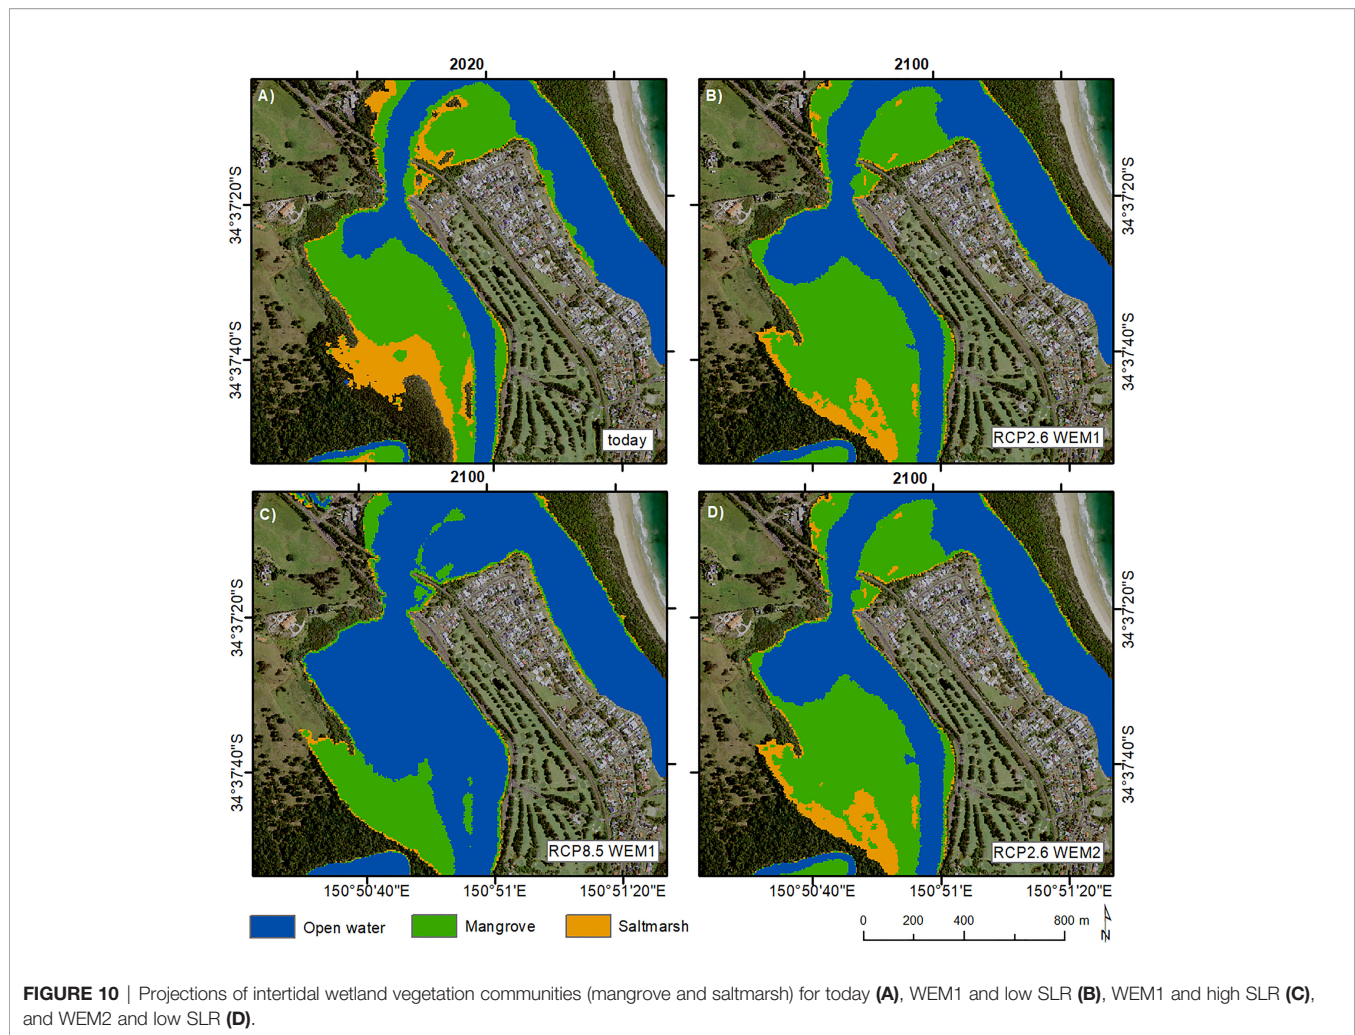 2020
2100
A)
B)
34°37'20"S
34°37'20"S
34°37'40"S
34°37'40"S
today
RCP2.6 WEM1
2100
2100
C)
D)
34°37'20"S
34°37'20"S
34°37'40"S
34°37'40"S
RCP8.5 WEM1
RCP2.6 WEM2
150°50'40"E
150°51'E
150°51'20"E
150°50'40"E
150°51'E
150°51'20"E
Open water
Mangrove
Saltmarsh
0 200 400 800 m
N
FIGURE 10 | Projections of intertidal wetland vegetation communities (mangrove and saltmarsh) for today (A), WEM1 and low SLR (B), WEM1 and high SLR (C),
and WEM2 and low SLR (D).